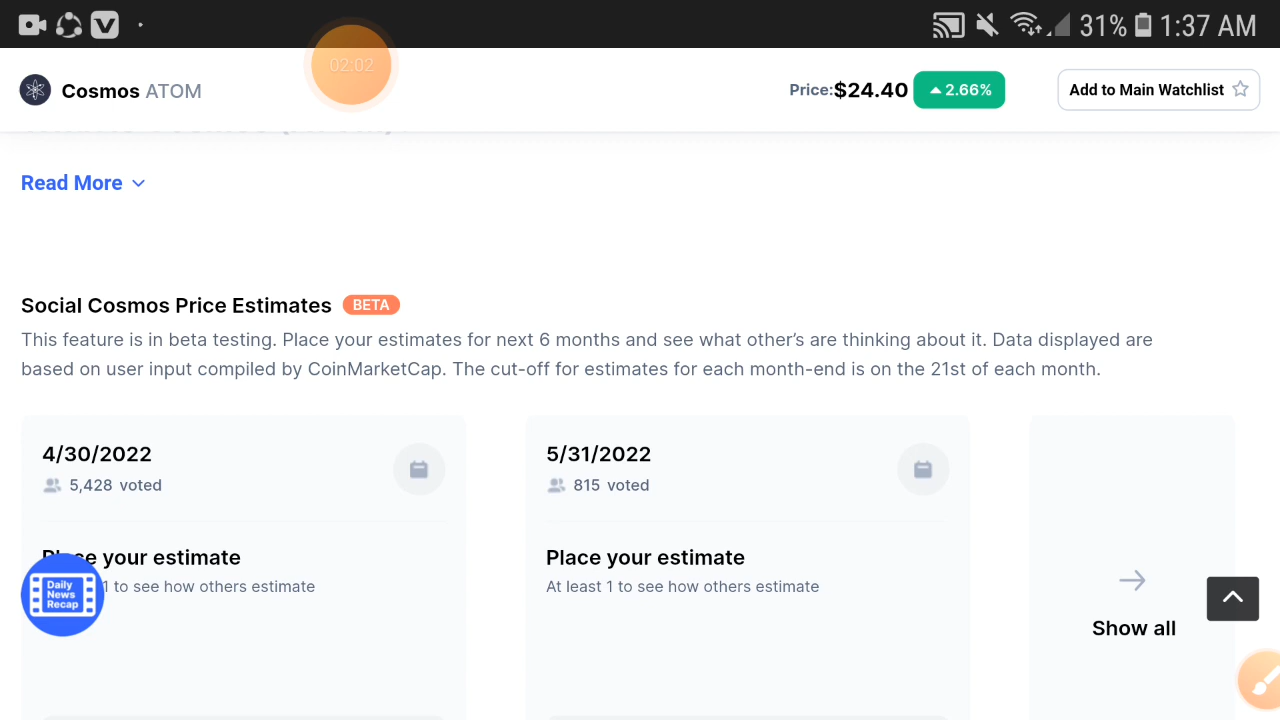 31% 1:37 AM
02:02
Cosmos ATOM
Price:$24.40 2.66%
Add to Main Watchlist
Read More
Social Cosmos Price Estimates BETA
This feature is in beta testing. Place your estimates for next 6 months and see what other’s are thinking about it. Data displayed are
based on user input compiled by CoinMarketCap. The cut-off for estimates for each month-end is on the 21st of each month.
4/30/2022
5,428 voted
Place your estimate
1 to see how others estimate
5/31/2022
815 voted
Place your estimate
At least 1 to see how others estimate
Show all
Daily
News
Recap